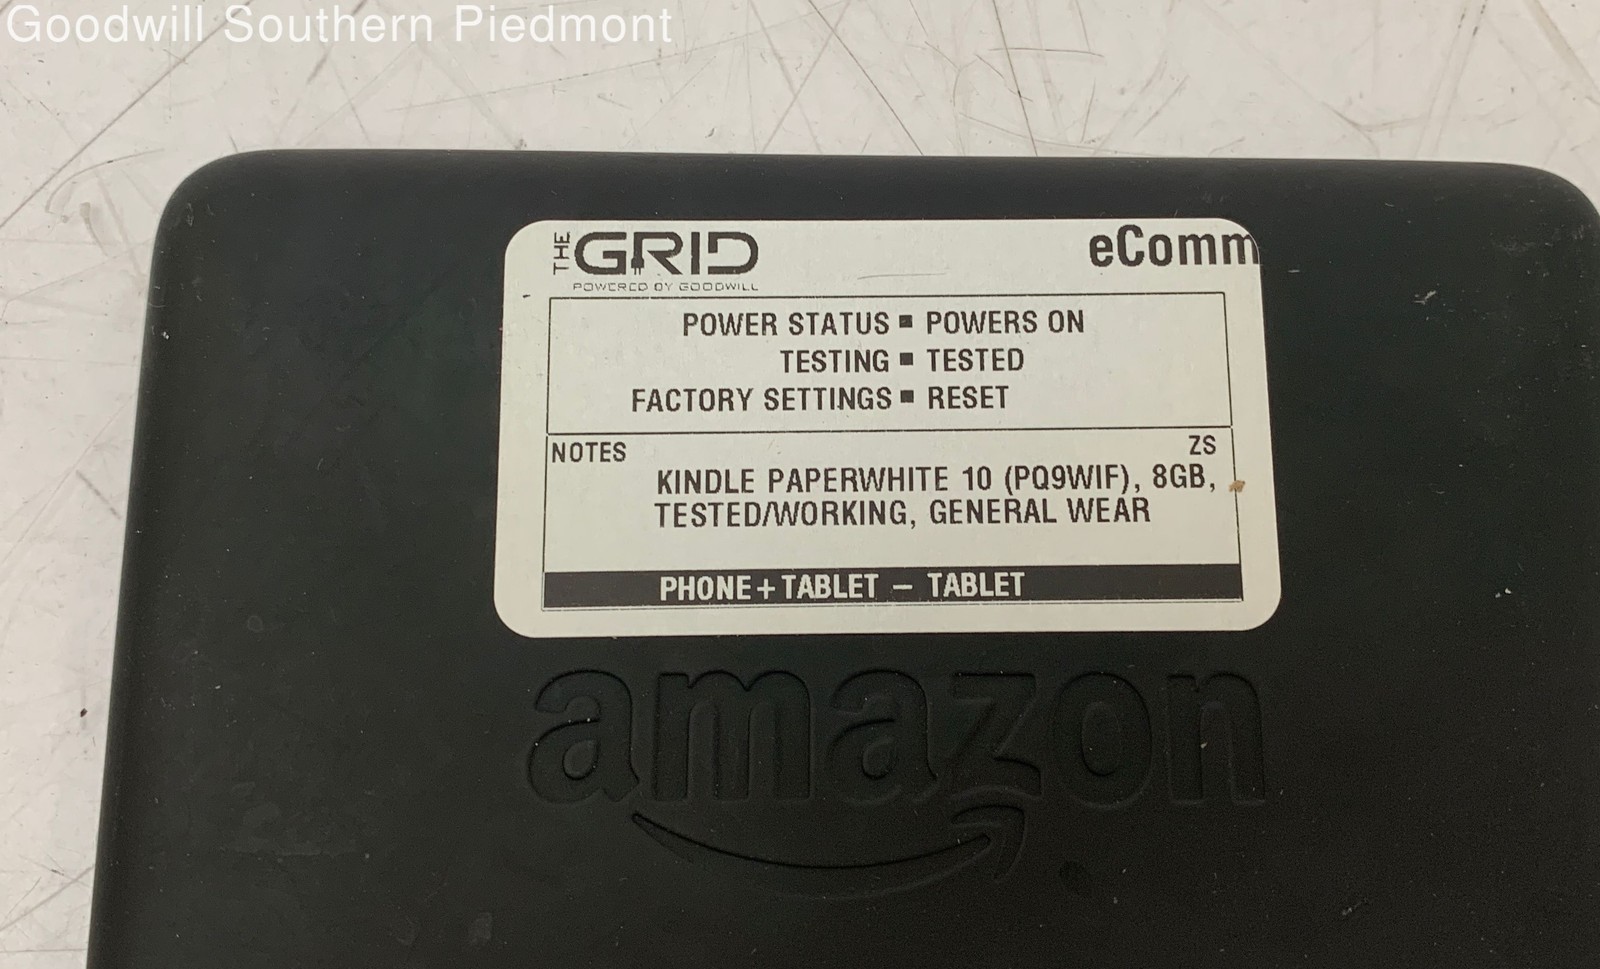 Goodwill Southern Piedmont
THE GRID eComm
POWERED BY GOODWILL
POWER STATUS ▪ POWERS ON
TESTING ▪ TESTED
FACTORY SETTINGS ▪ RESET
NOTES ZS
KINDLE PAPERWHITE 10 (PQ9WIF), 8GB,
TESTED/WORKING, GENERAL WEAR
PHONE+TABLET – TABLET
amazon